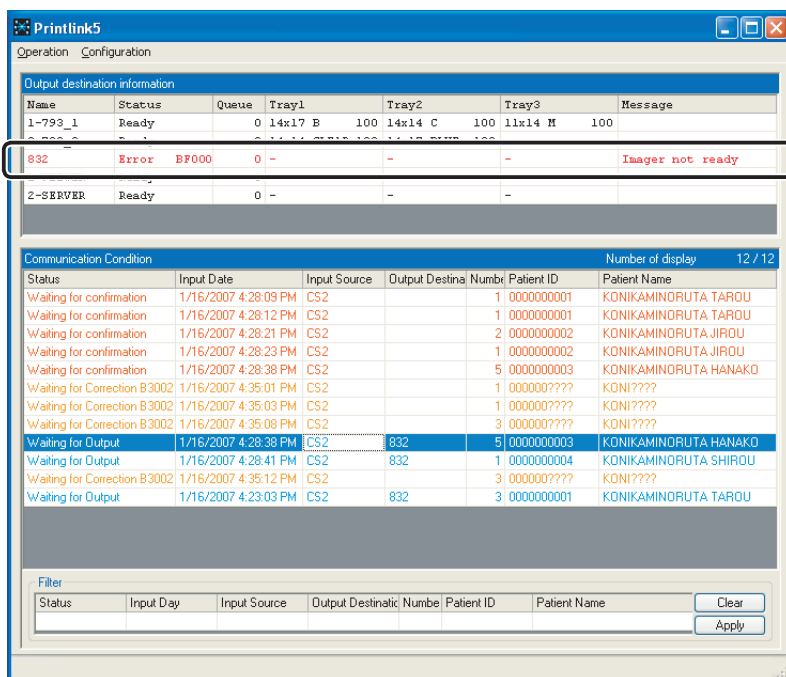 Printlink5
Operation Configuration
Output destination information
Name Status Queue Tray1 Tray2 Tray3 Message
1-793_1 Ready 0 14x17 B 100 14x14 C 100 11x14 M 100
832 Error BF000 0 - - - Imager not ready
2-SERVER Ready 0 - - -
Communication Condition Number of display 12 / 12
Status Input Date Input Source Output Destina Numbe Patient ID Patient Name
Waiting for confirmation 1/16/2007 4:28:09 PM CS2 1 0000000001 KONIKAMINORUTA TAROU
Waiting for confirmation 1/16/2007 4:28:12 PM CS2 1 0000000001 KONIKAMINORUTA TAROU
Waiting for confirmation 1/16/2007 4:28:21 PM CS2 2 0000000002 KONIKAMINORUTA JIROU
Waiting for confirmation 1/16/2007 4:28:23 PM CS2 1 0000000002 KONIKAMINORUTA JIROU
Waiting for confirmation 1/16/2007 4:28:38 PM CS2 5 0000000003 KONIKAMINORUTA HANAKO
Waiting for Correction B3002 1/16/2007 4:35:01 PM CS2 1 000000???? KONI????
Waiting for Correction B3002 1/16/2007 4:35:03 PM CS2 1 000000???? KONI????
Waiting for Correction B3002 1/16/2007 4:35:08 PM CS2 3 000000???? KONI????
Waiting for Output 1/16/2007 4:28:38 PM CS2 832 5 0000000003 KONIKAMINORUTA HANAKO
Waiting for Output 1/16/2007 4:28:41 PM CS2 832 1 0000000004 KONIKAMINORUTA SHIROU
Waiting for Correction B3002 1/16/2007 4:35:12 PM CS2 3 000000???? KONI????
Waiting for Output 1/16/2007 4:23:03 PM CS2 832 3 0000000001 KONIKAMINORUTA TAROU
Filter
Status Input Day Input Source Output Destinatic Numbe Patient ID Patient Name Clear
Apply